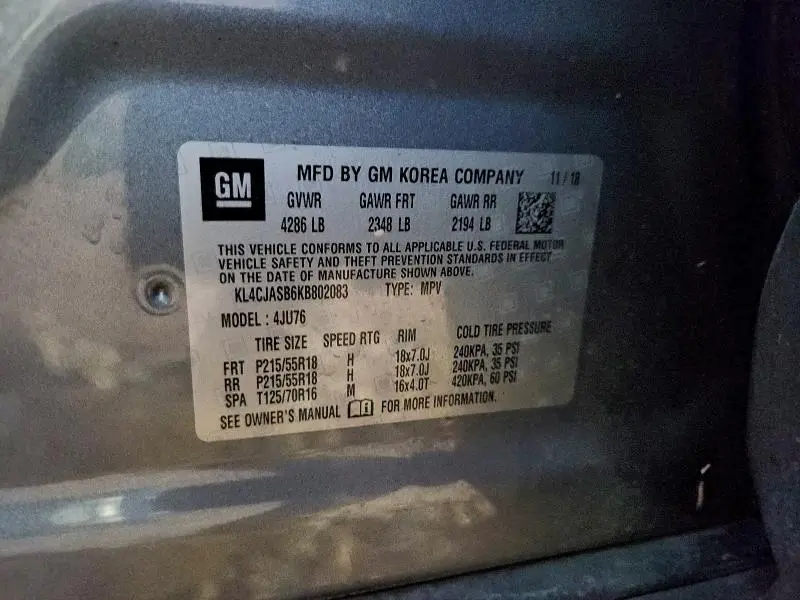 GM
MFD BY GM KOREA COMPANY 11 / 18
GVWR GAWR FRT GAWR RR
4286 LB 2348 LB 2194 LB
THIS VEHICLE CONFORMS TO ALL APPLICABLE U.S. FEDERAL MOTOR
VEHICLE SAFETY AND THEFT PREVENTION STANDARDS IN EFFECT
ON THE DATE OF MANUFACTURE SHOWN ABOVE.
KL4CJASB6KB802083 TYPE: MPV
MODEL : 4JU76
TIRE SIZE SPEED RTG RIM COLD TIRE PRESSURE
FRT P215/55R18 H 18x7.0J 240KPA, 35 PSI
RR P215/55R18 H 18x7.0J 240KPA, 35 PSI
SPA T125/70R16 M 16x4.0T 420KPA, 60 PSI
SEE OWNER'S MANUAL FOR MORE INFORMATION.